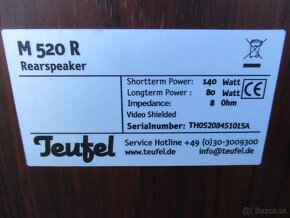 M 520 R
Rearspeaker
Shortterm Power: 140 Watt
Longterm Power: 80 Watt
Impedance: 8 Ohm
Video Shielded
Serialnumber: TH05208451015A
CE
Teufel
Service Hotline +49 (0)30-3009300
www.teufel.de info@teufel.de
bazos.sk